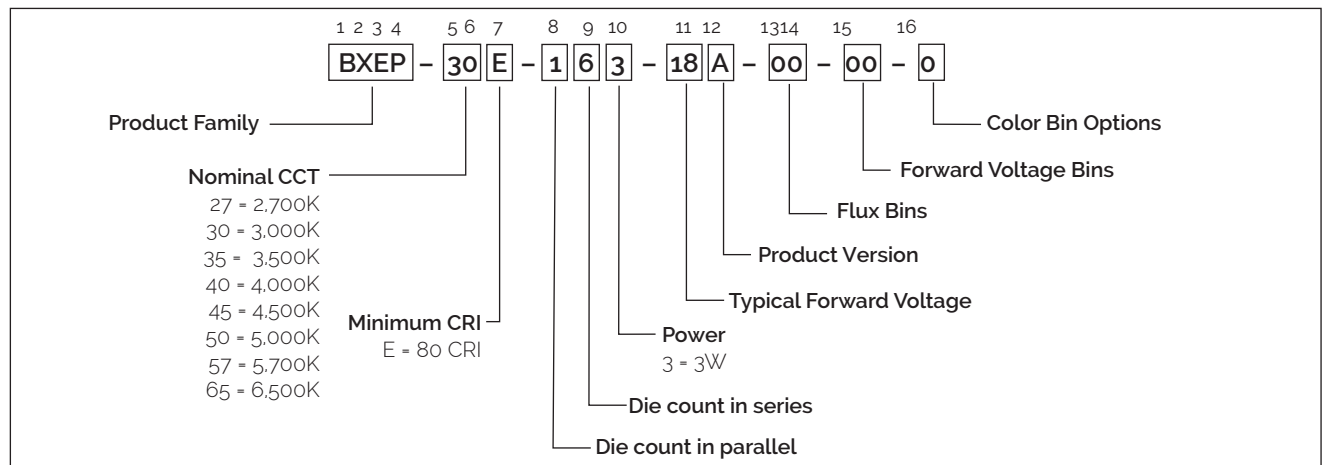 1 2 3 4 5 6 7 8 9 10 11 12 1314 15 16
BXEP – 30 E – 1 6 3 – 18 A – 00 – 00 – 0
Product Family
Color Bin Options
Nominal CCT
Forward Voltage Bins
27 = 2,700K
30 = 3,000K
Flux Bins
35 = 3,500K
40 = 4,000K
Product Version
45 = 4,500K
Typical Forward Voltage
50 = 5,000K
Minimum CRI
Power
57 = 5,700K
E = 80 CRI
3 = 3W
65 = 6,500K
Die count in series
Die count in parallel